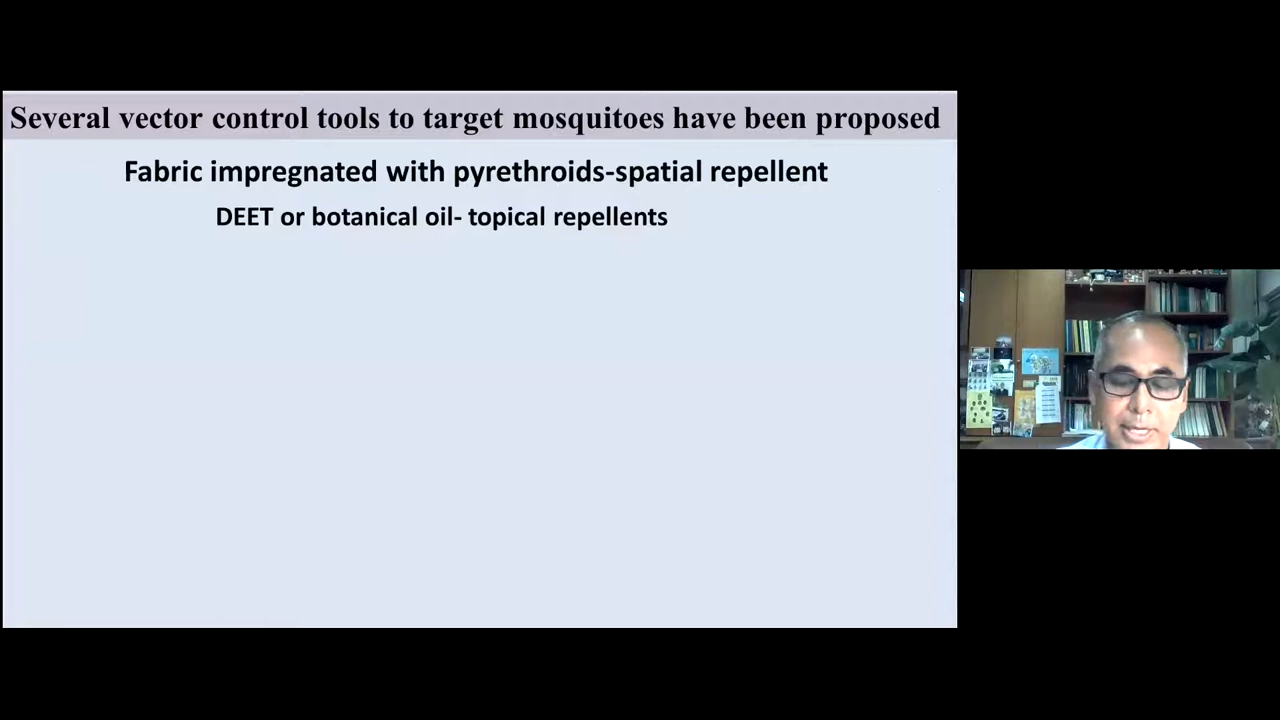 Several vector control tools to target mosquitoes have been proposed
Fabric impregnated with pyrethroids-spatial repellent
DEET or botanical oil- topical repellents